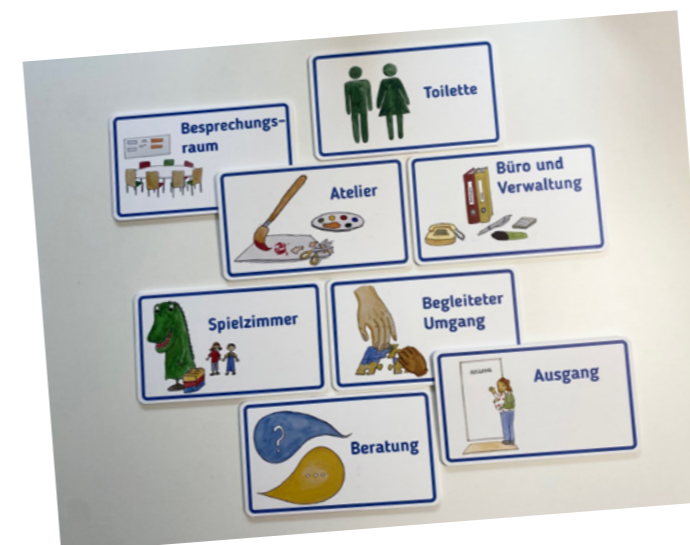 Toilette
Besprechungs-
raum
Atelier
Büro und
Verwaltung
Spielzimmer
Begleiteter
Umgang
Ausgang
Beratung
?